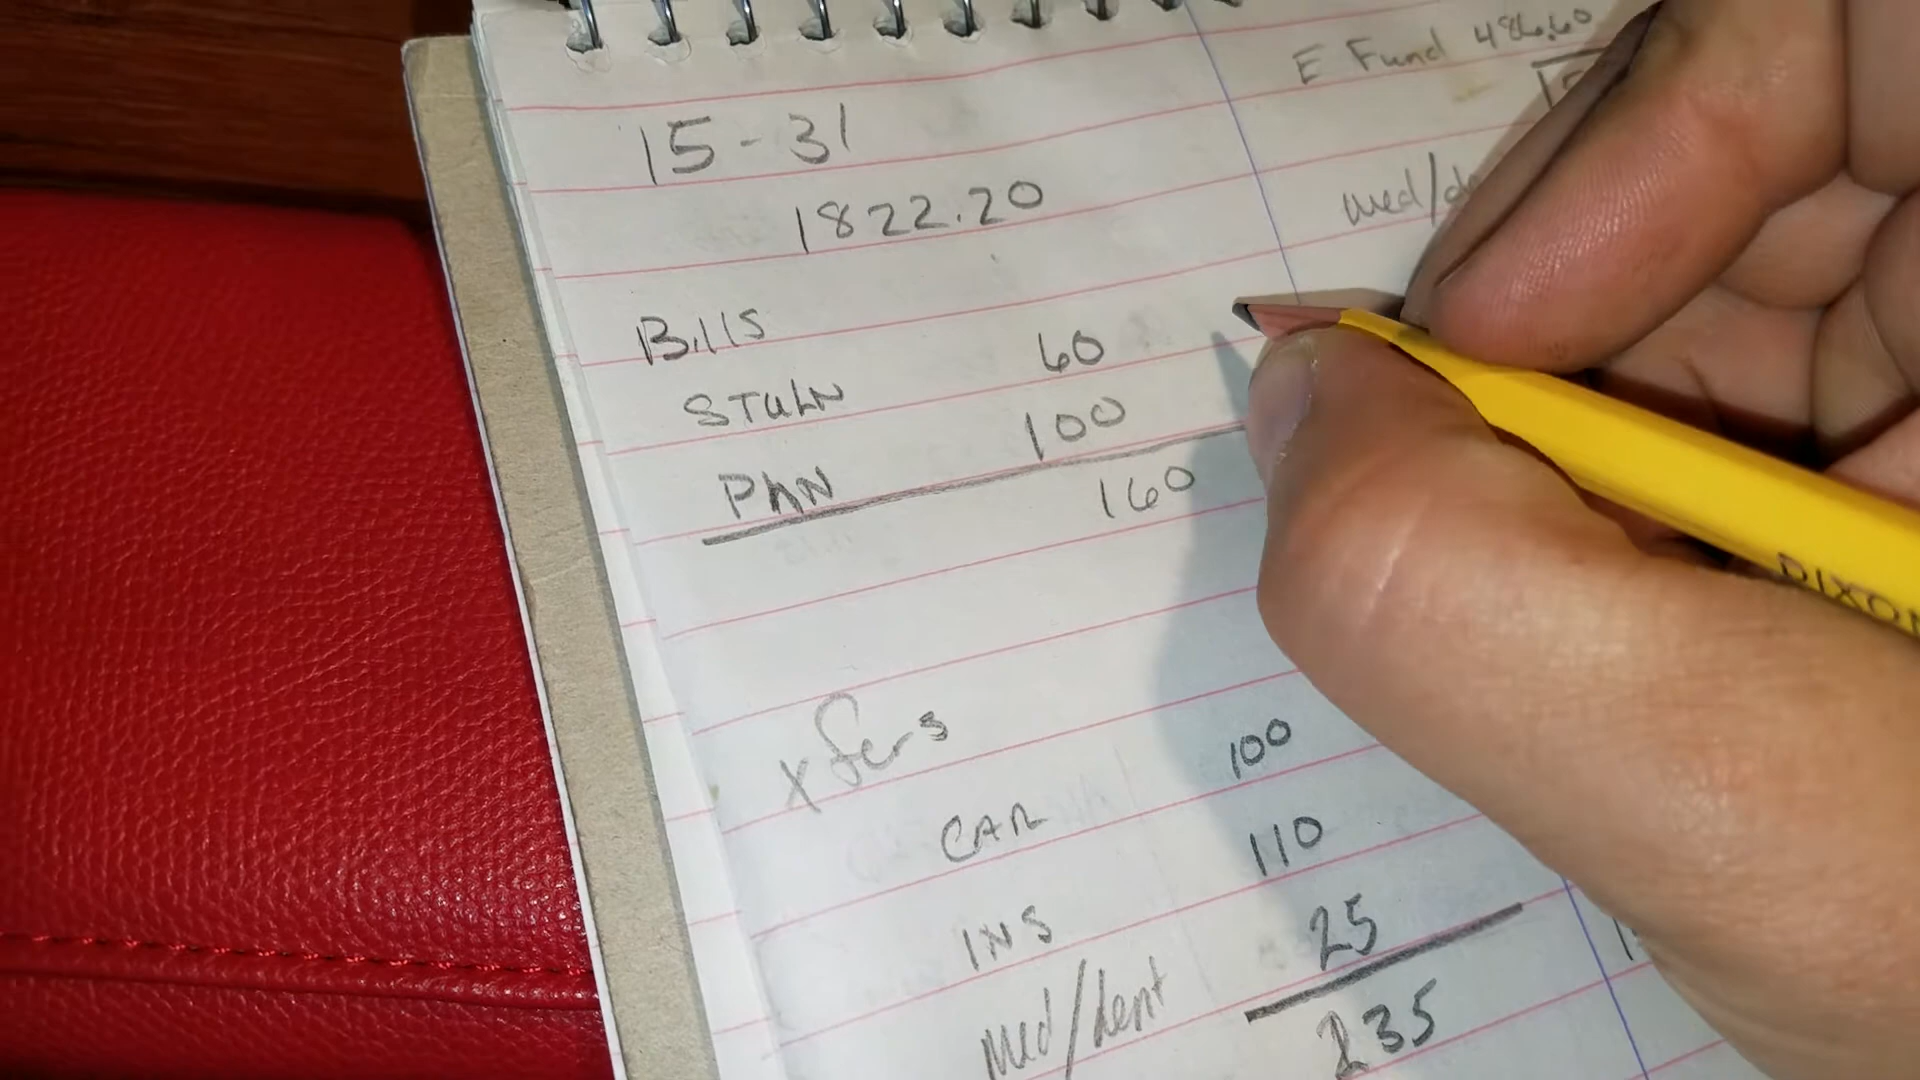 15-31
1822.20
Bills
STULN 60
PAN 100
160
xfers
CAR 100
INS 110
med/dent 25
235
E Fund 486.60
med/de
DIXON